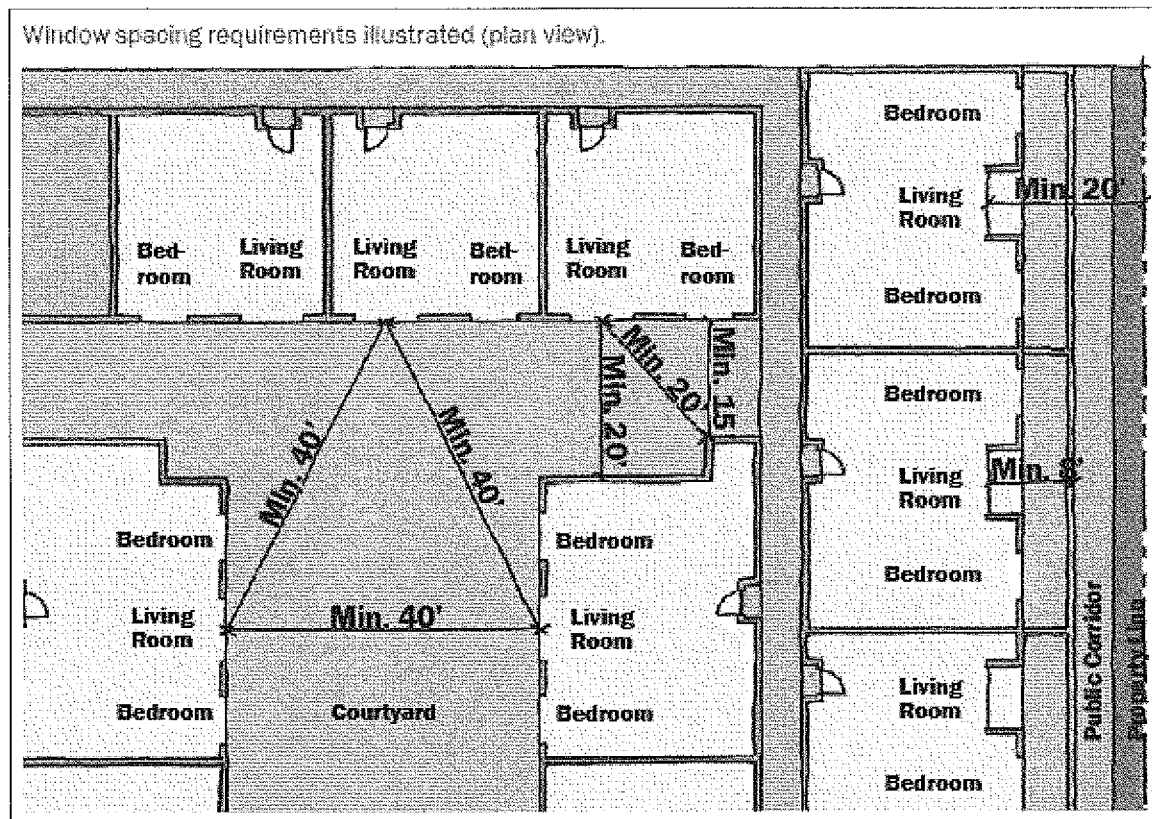 Window spacing requirements illustrated (plan view).
Bedroom
Living
Room
Min. 20'
Bedroom
Bed-
room
Living
Room
Living
Room
Bed-
room
Living
Room
Bed-
room
Min. 40'
Min. 40'
Min. 20'
Min. 20'
Min. 15
Bedroom
Living
Room
Min. 8'
Bedroom
Bedroom
Living
Room
Bedroom
Min. 40'
Courtyard
Bedroom
Living
Room
Bedroom
Living
Room
Bedroom
Public Corridor
Property Line